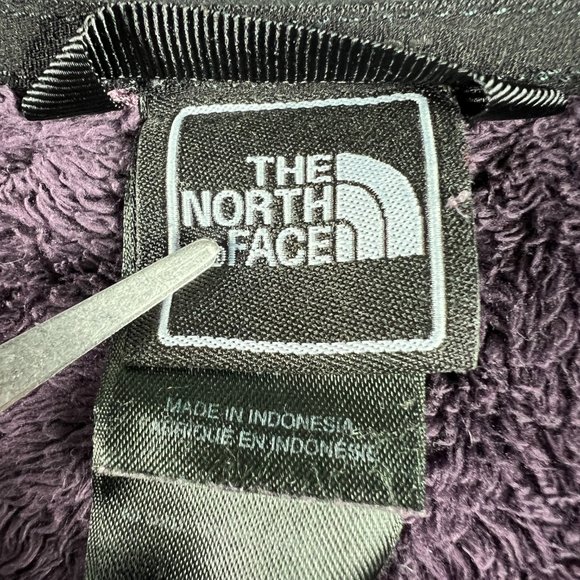 THE
NORTH
FACE
MADE IN INDONESIA
FABRIQUE EN INDONESIE